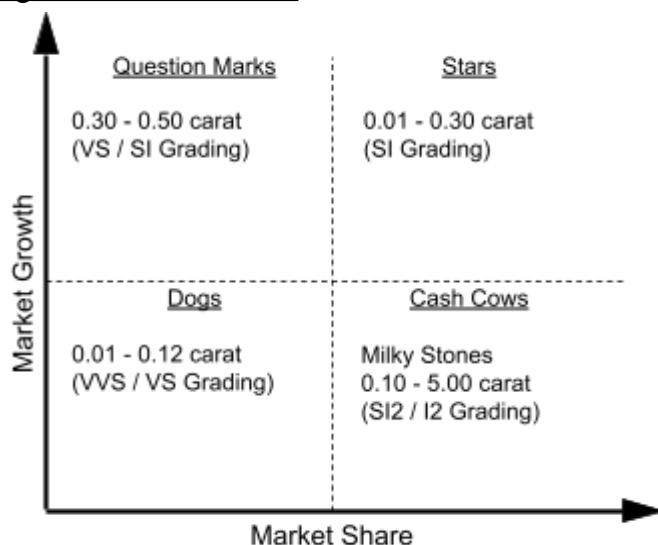 Question Marks
0.30 - 0.50 carat
(VS / SI Grading)
Stars
0.01 - 0.30 carat
(SI Grading)
Dogs
0.01 - 0.12 carat
(VVS / VS Grading)
Cash Cows
Milky Stones
0.10 - 5.00 carat
(SI2 / I2 Grading)
Market Growth
Market Share